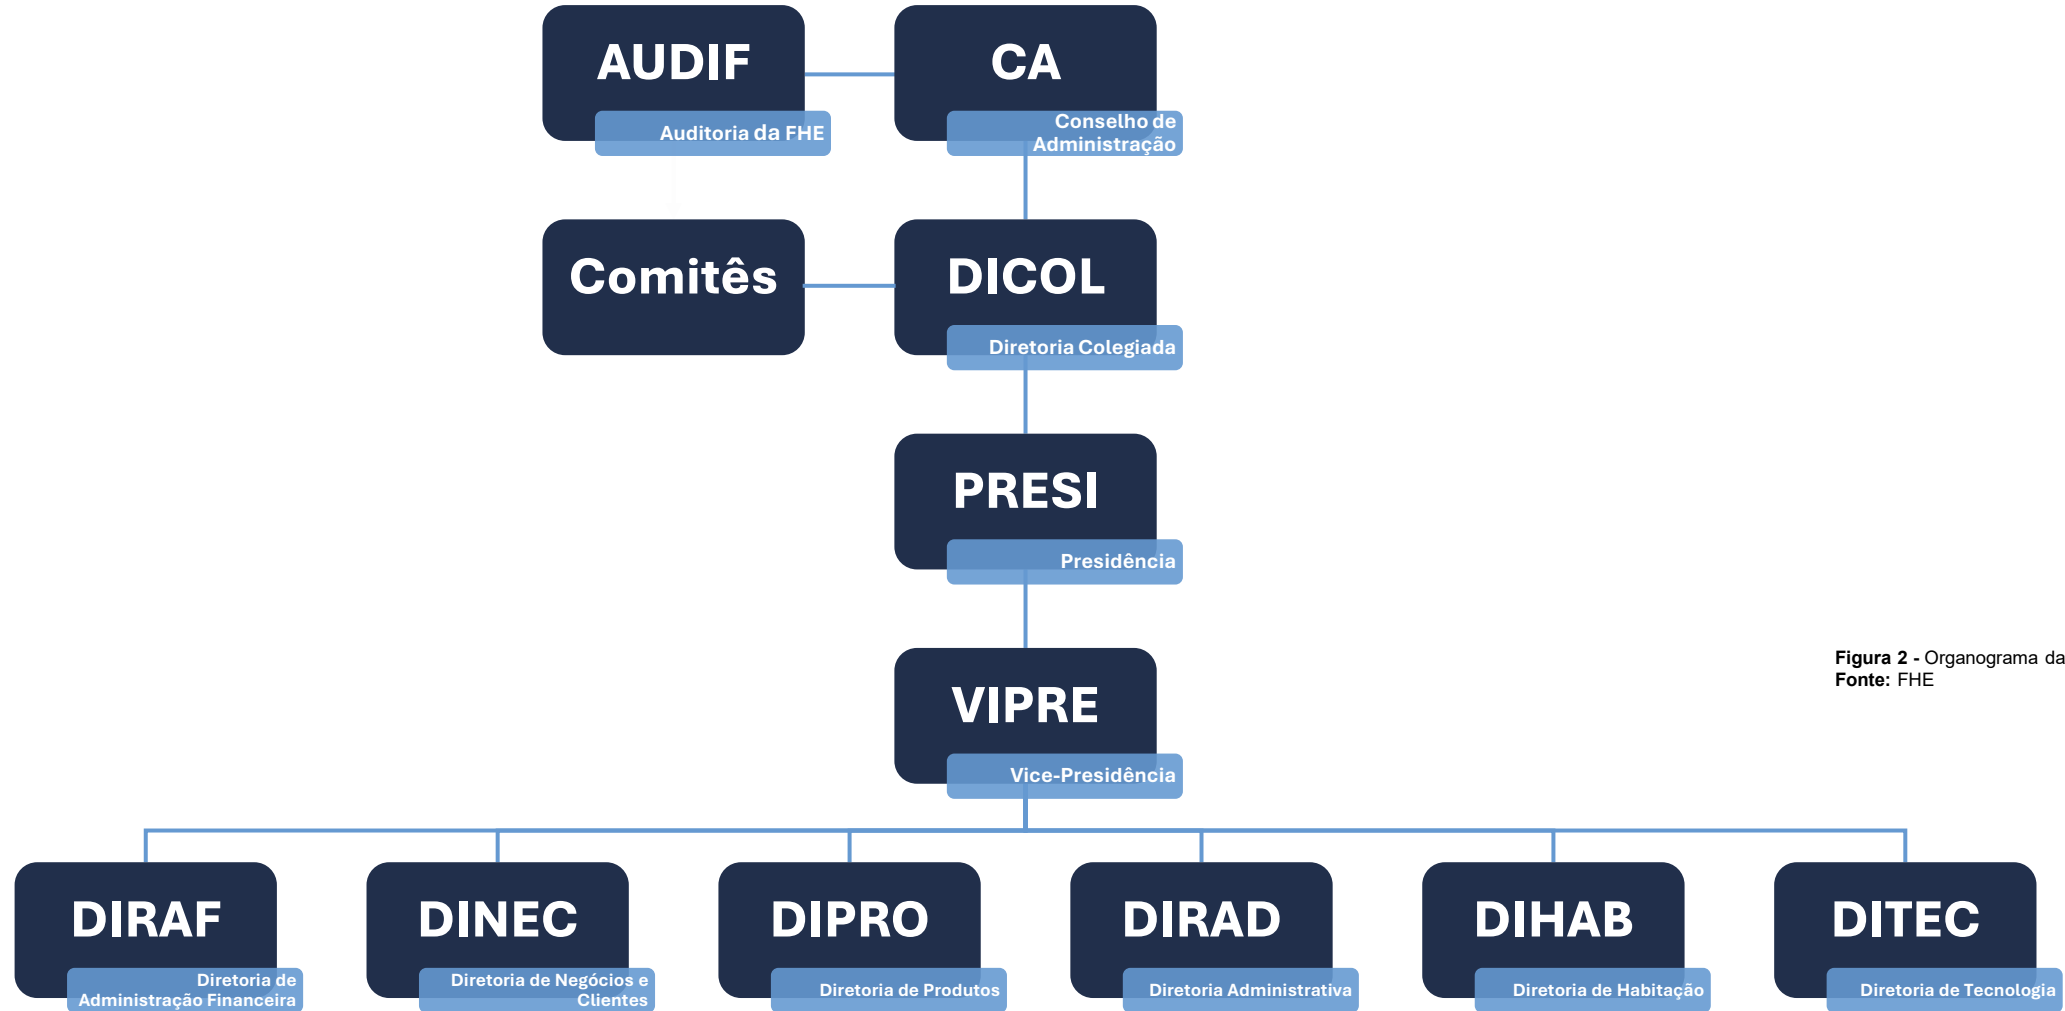 AUDIF
Auditoria da FHE
CA
Conselho de
Administração
Comitês
DICOL
Diretoria Colegiada
PRESI
Presidência
VIPRE
Vice-Presidência
Figura 2 - Organograma da
Fonte: FHE
DIRAF
Diretoria de
Administração Financeira
DINEC
Diretoria de Negócios e
Clientes
DIPRO
Diretoria de Produtos
DIRAD
Diretoria Administrativa
DIHAB
Diretoria de Habitação
DITEC
Diretoria de Tecnologia